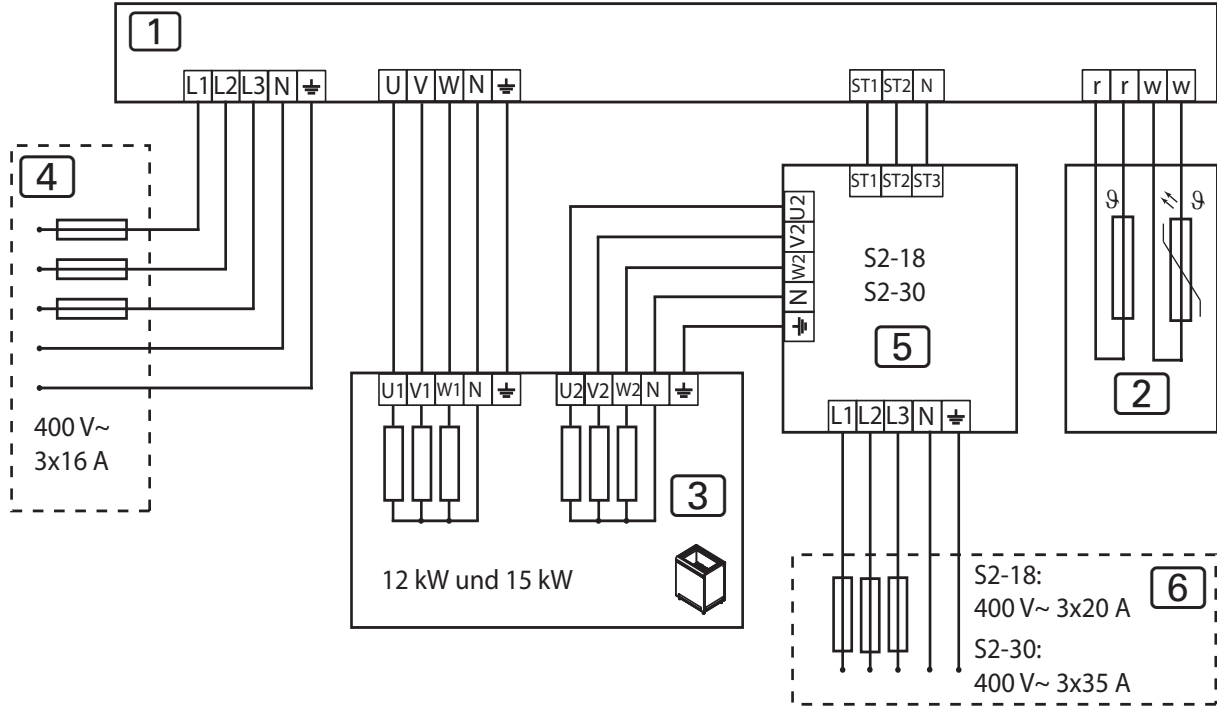 1
L1 L2 L3 N ⏚
U V W N ⏚
ST1 ST2 N
r r w w
4
400 V~
3x16 A
U2
V2
W2
N
⏚
ST1 ST2 ST3
S2-18
S2-30
5
L1 L2 L3 N ⏚
ϑ ϑ
2
U1 V1 W1 N ⏚
U2 V2 W2 N ⏚
3
12 kW und 15 kW
S2-18:
400 V~ 3x20 A
S2-30:
400 V~ 3x35 A
6